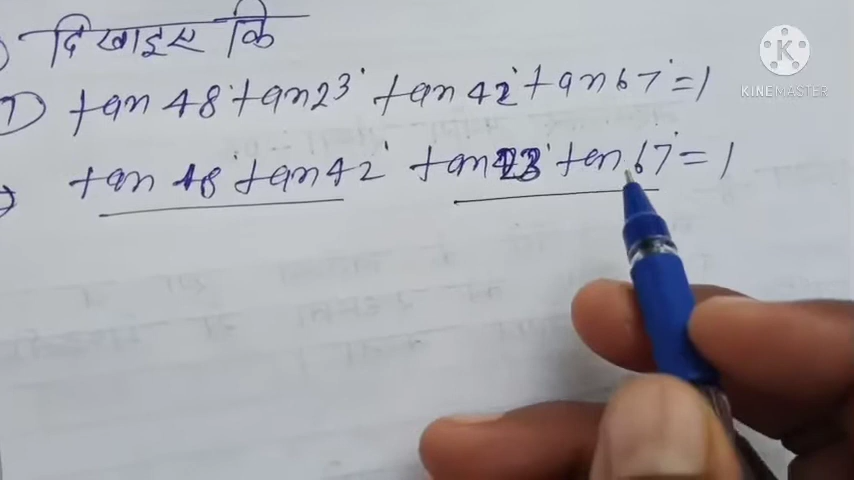 दिखाइए कि
1) tan 48° tan 23° tan 42° tan 67° = 1
tan 48° tan 42° tan 23° tan 67° = 1
KINEMASTER